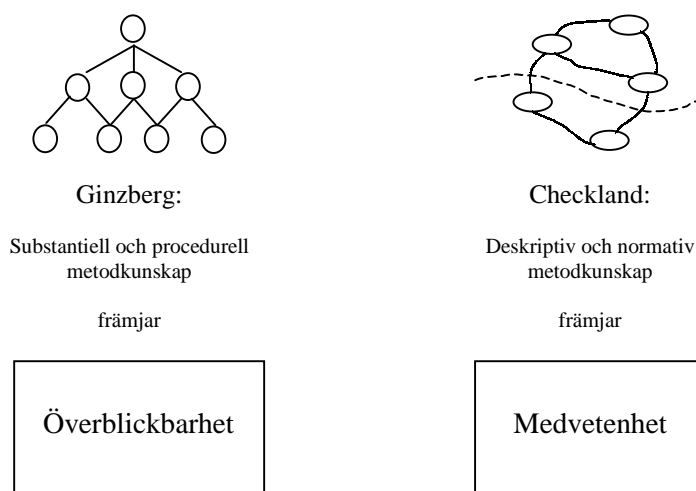 Ginzberg:
Substantiell och procedurell
metodkunskap
främjar
Överblickbarhet
Checkland:
Deskriptiv och normativ
metodkunskap
främjar
Medvetenhet